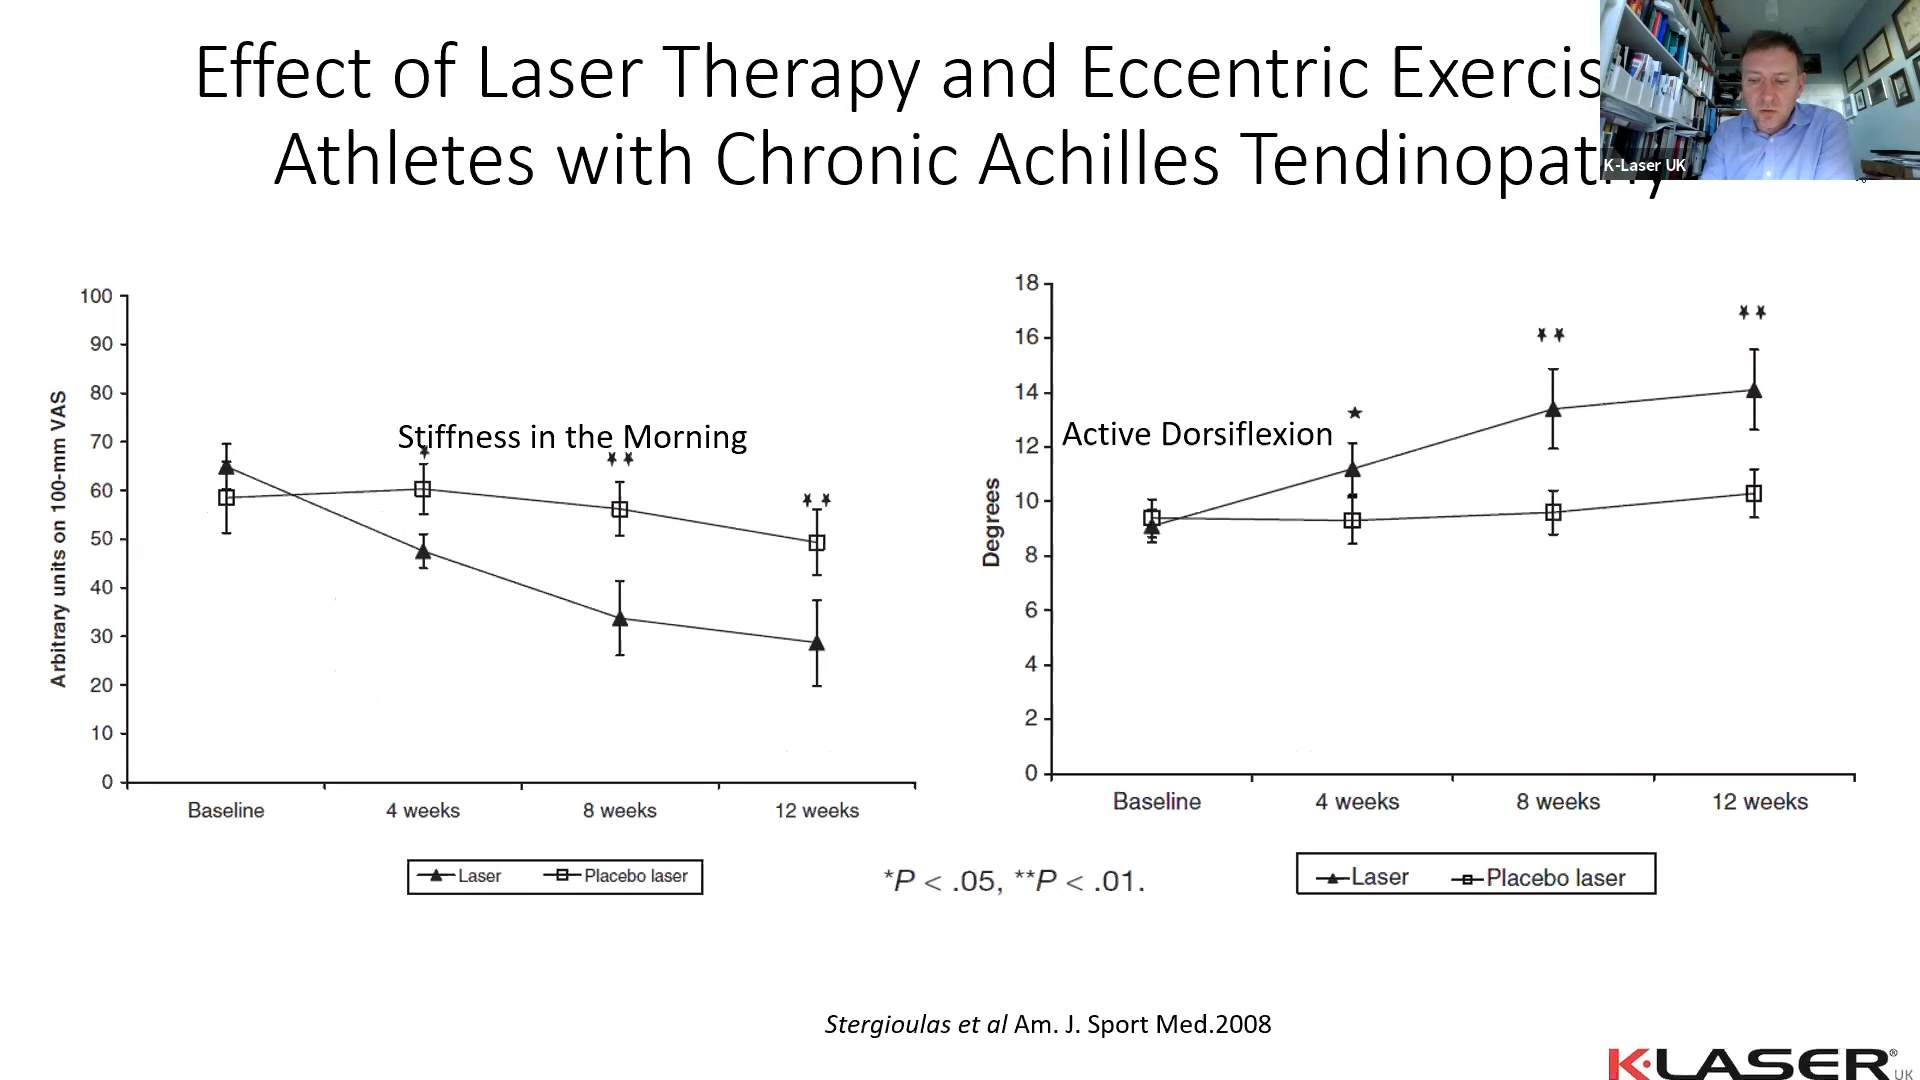 Effect of Laser Therapy and Eccentric Exercis
Athletes with Chronic Achilles Tendinopathy
K-Laser UK
100
90
80
70
60
50
40
30
20
10
0
Arbitrary units on 100-mm VAS
Stiffness in the Morning
* ** **
Baseline 4 weeks 8 weeks 12 weeks
Laser Placebo laser
18
16
14
12
10
8
6
4
2
0
Degrees
Active Dorsiflexion
* ** **
Baseline 4 weeks 8 weeks 12 weeks
Laser Placebo laser
*P < .05, **P < .01.
Stergioulas et al Am. J. Sport Med.2008
K-LASER® UK